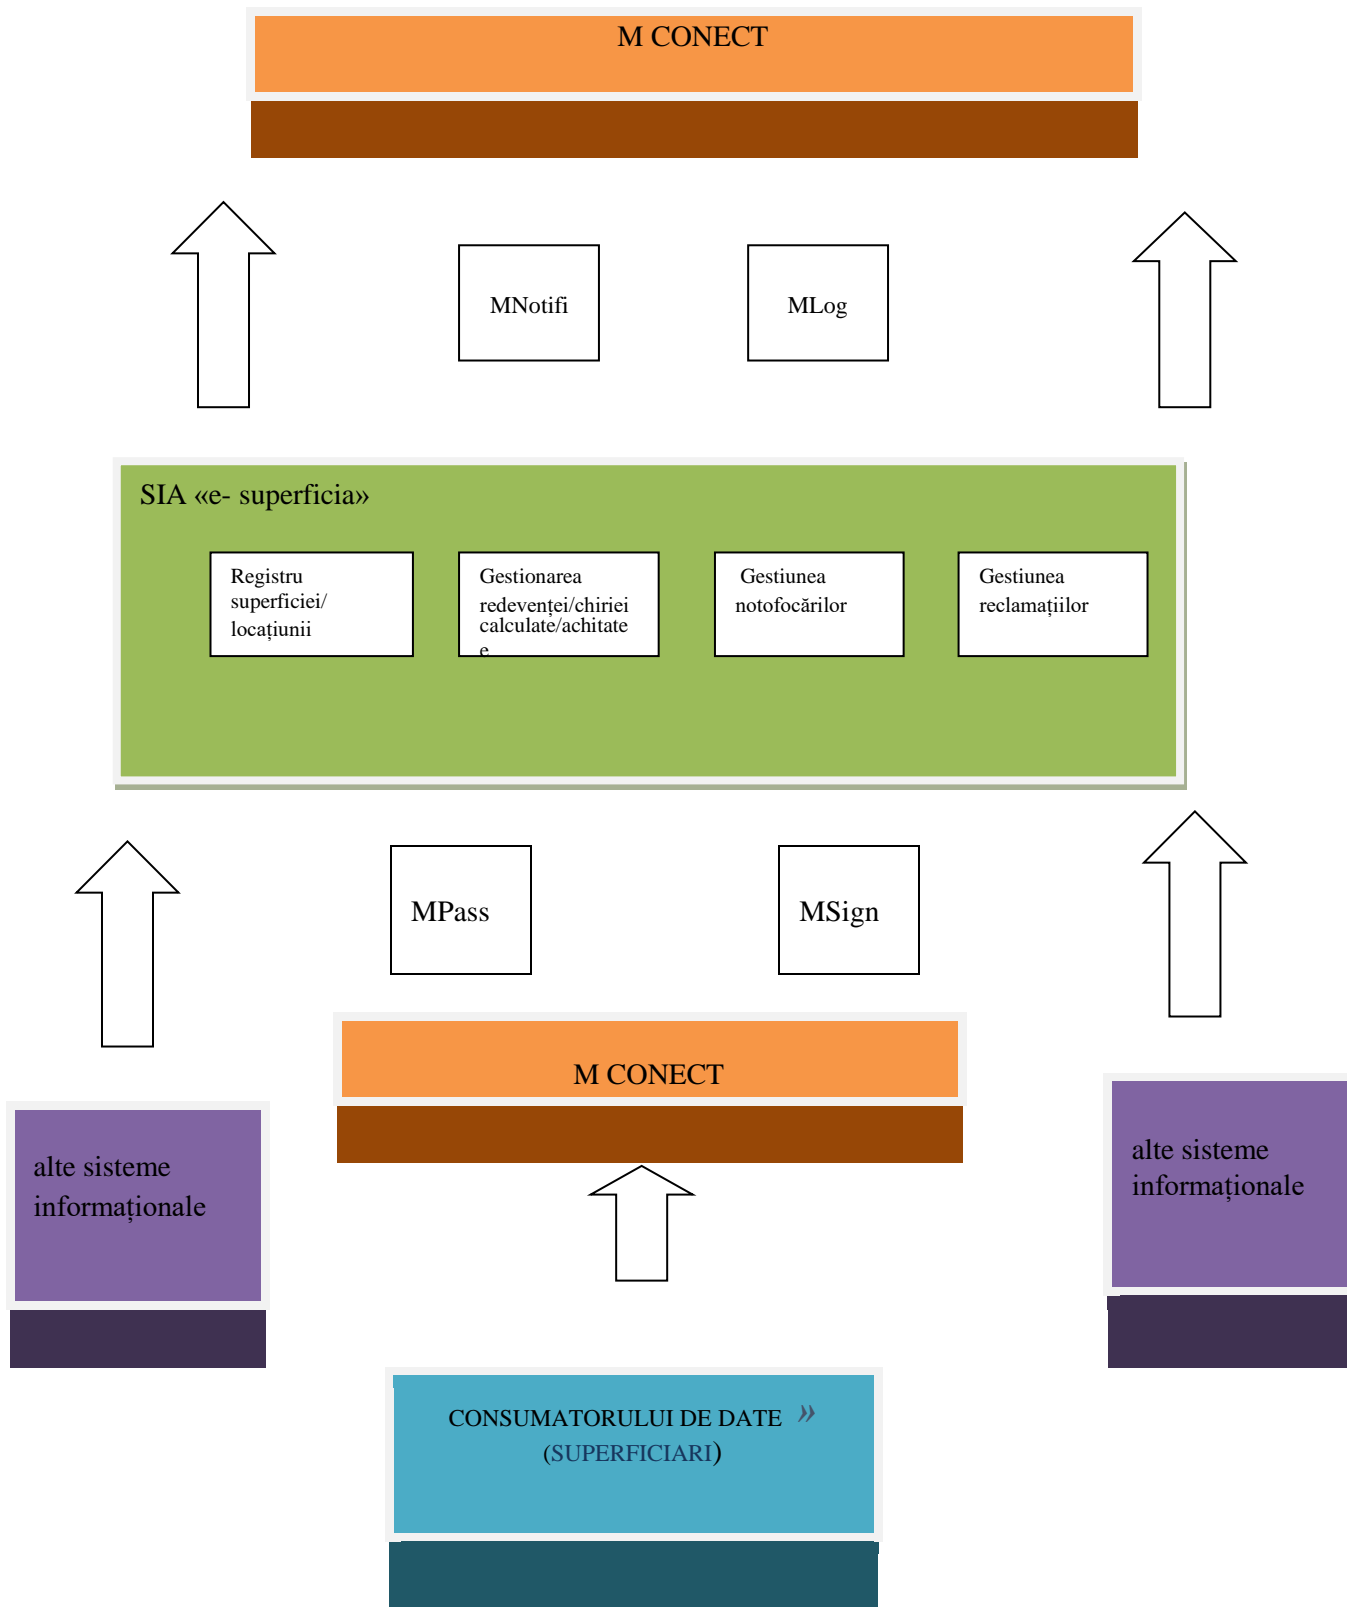 M CONECT
MNotifi
MLog
SIA «e- superficia»
Registru
superficiei/
locațiunii
Gestionarea
redevenței/chiriei
calculate/achitate
e
Gestiunea
notofocărilor
Gestiunea
reclamațiilor
MPass
MSign
M CONECT
alte sisteme
informaționale
alte sisteme
informaționale
CONSUMATORULUI DE DATE »
(SUPERFICIARI)